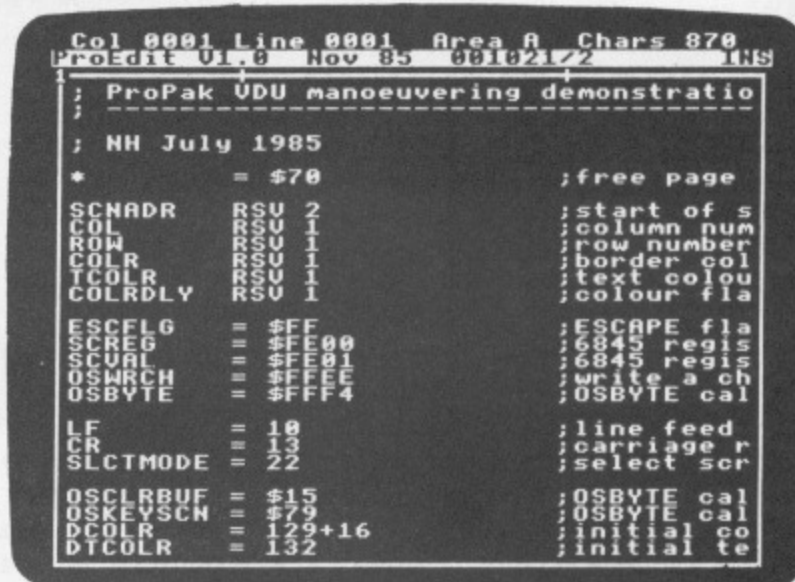 Col 0001 Line 0001 Area A Chars 870
ProEdit V1.0 Nov 85 001021/2 INS
1
; ProPak VDU manoeuvering demonstratio
; ------------------------------------
;
; NH July 1985
* = $70 ;free page
SCNADR RSV 2 ;start of s
COL RSV 1 ;column num
ROW RSV 1 ;row number
COLR RSV 1 ;border col
TCOLR RSV 1 ;text colou
COLRDLY RSV 1 ;colour fla
ESCFLG = $FF ;ESCAPE fla
SCREG = $FE00 ;6845 regis
SCVAL = $FE01 ;6845 regis
OSWRCH = $FFEE ;write a ch
OSBYTE = $FFF4 ;OSBYTE cal
LF = 10 ;line feed
CR = 13 ;carriage r
SLCTMODE = 22 ;select scr
OSCLRBUF = $15 ;OSBYTE cal
OSKEYSCN = $79 ;OSBYTE cal
DCOLR = 129+16 ;initial co
DTCOLR = 132 ;initial te